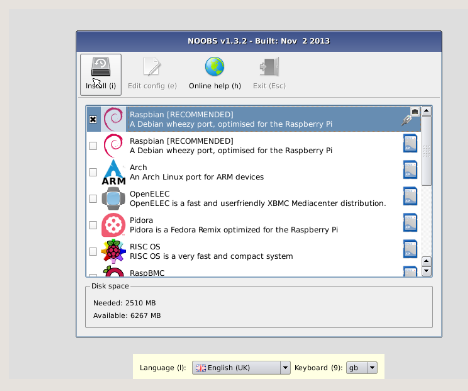 NOOBS v1.3.2 - Built: Nov 2 2013
Install (i)
Edit config (e)
Online help (h)
Exit (Esc)
Raspbian [RECOMMENDED]
A Debian wheezy port, optimised for the Raspberry Pi
Raspbian [RECOMMENDED]
A Debian wheezy port, optimised for the Raspberry Pi
ARM
Arch
An Arch Linux port for ARM devices
OpenELEC
OpenELEC is a fast and userfriendly XBMC Mediacenter distribution.
Pidora
Pidora is a Fedora Remix optimized for the Raspberry Pi
RISC OS
RISC OS is a very fast and compact system
RaspBMC
Disk space
Needed: 2510 MB
Available: 6267 MB
Language (l):
English (UK)
Keyboard (9):
gb